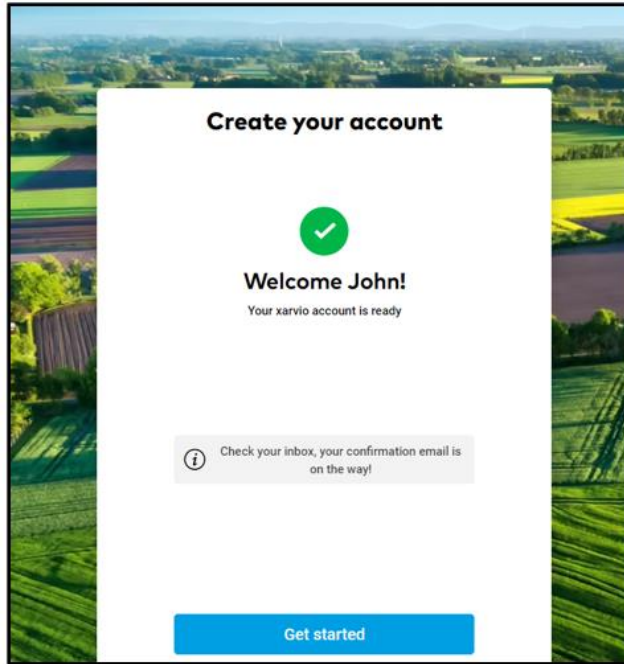 Create your account
Welcome John!
Your xarvio account is ready
Check your inbox, your confirmation email is
on the way!
Get started